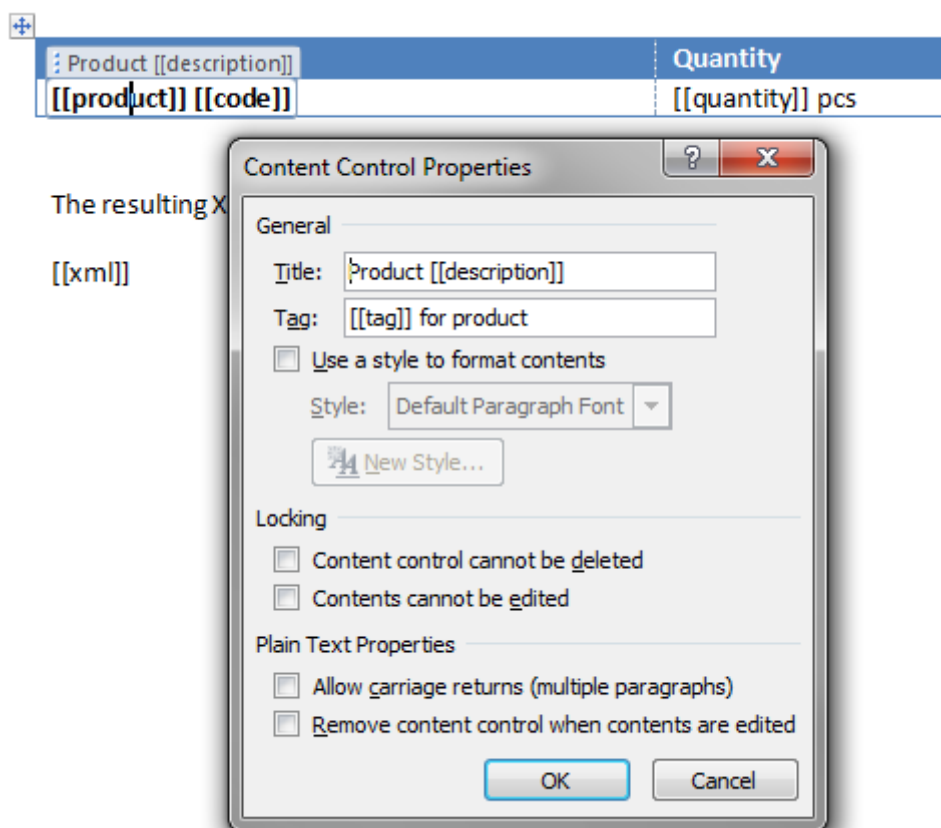 Product [[description]]
Quantity
[[product]] [[code]]
[[quantity]] pcs
The resulting X
[[xml]]
Content Control Properties
?
X
General
Title:
Product [[description]]
Tag:
[[tag]] for product
Use a style to format contents
Style:
Default Paragraph Font
New Style...
Locking
Content control cannot be deleted
Contents cannot be edited
Plain Text Properties
Allow carriage returns (multiple paragraphs)
Remove content control when contents are edited
OK
Cancel